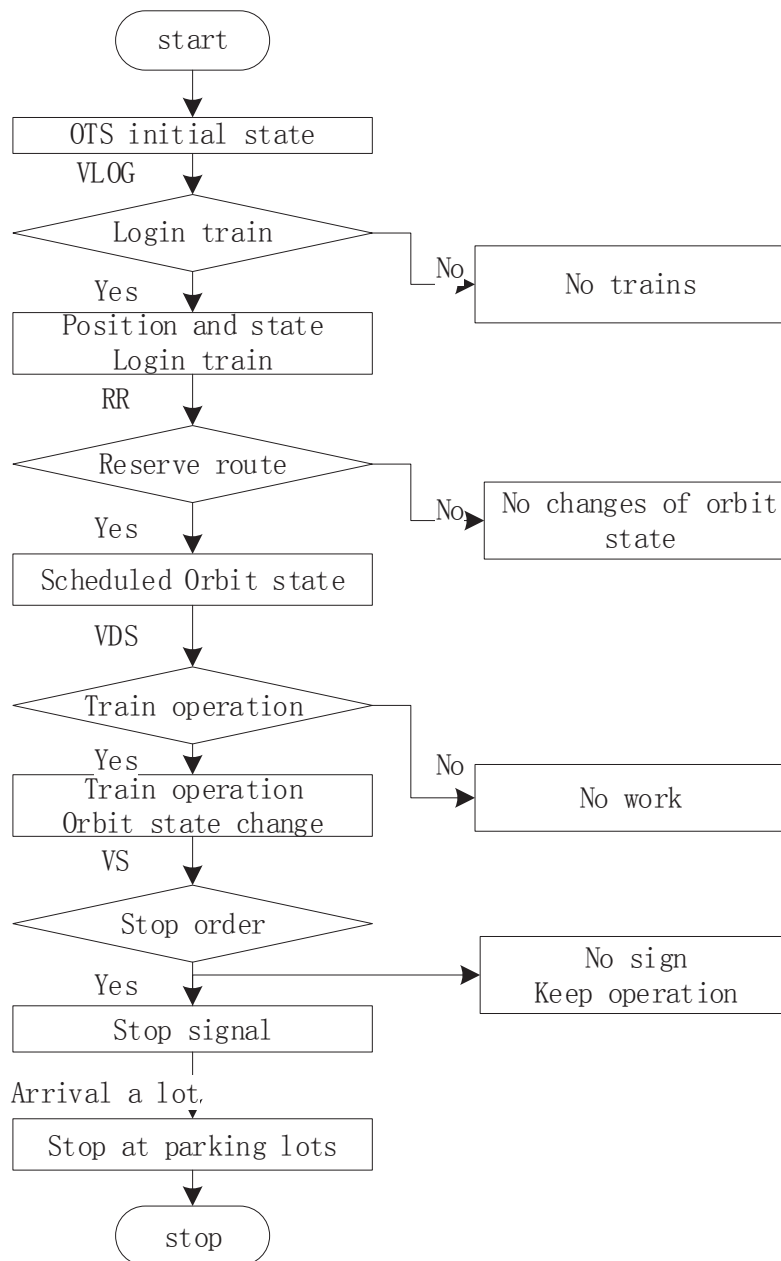 start
OTS initial state
VLOG
Login train
No
No trains
Yes
Position and state
Login train
RR
Reserve route
No
No changes of orbit
state
Yes
Scheduled Orbit state
VDS
Train operation
Yes
No
Train operation
Orbit state change
No work
VS
Stop order
No sign
Keep operation
Yes
Stop signal
Arrival a lot
Stop at parking lots
stop